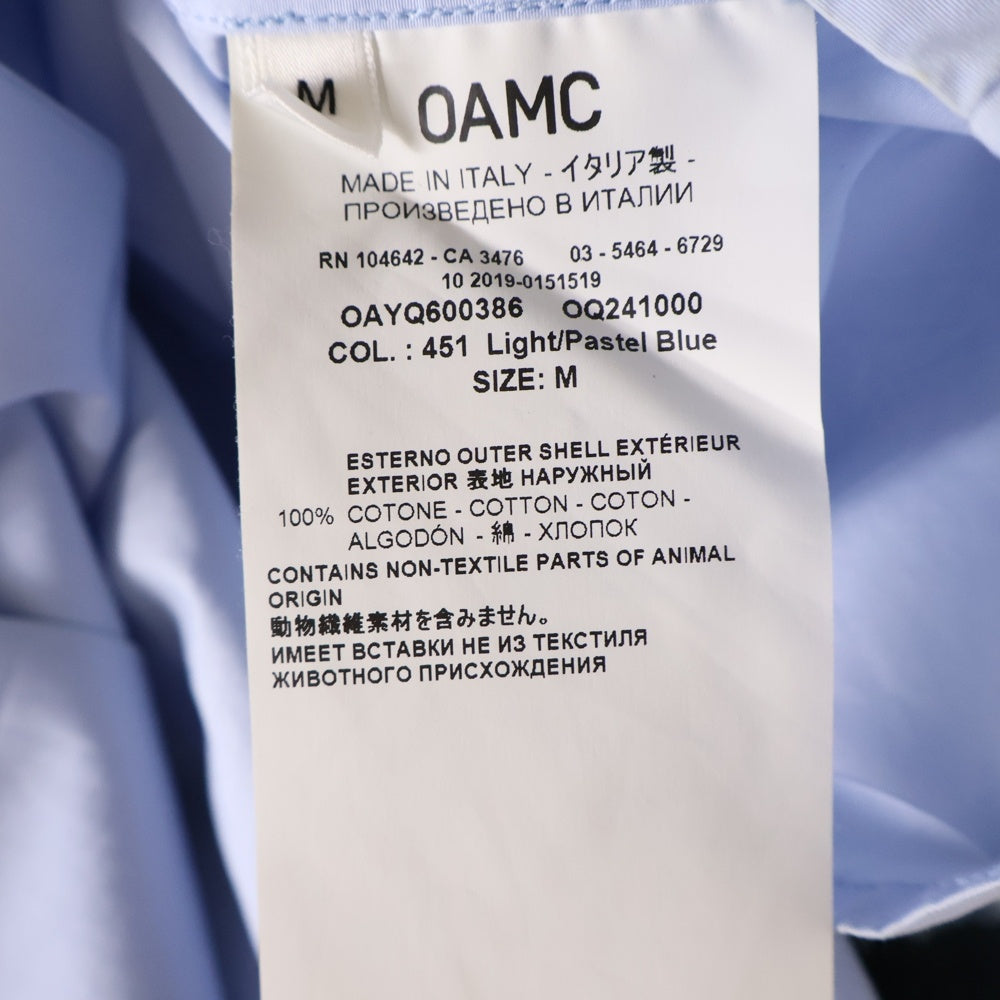 M
OAMC
MADE IN ITALY - イタリア製 -
ПРОИЗВЕДЕНО В ИТАЛИИ
RN 104642 - CA 3476 03 - 5464 - 6729
10 2019-0151519
OAYQ600386 OQ241000
COL. : 451 Light/Pastel Blue
SIZE: M
ESTERNO OUTER SHELL EXTÉRIEUR
EXTERIOR 表地 НАРУЖНЫЙ
100% COTONE - COTTON - COTON -
ALGODÓN - 綿 - ХЛОПОК
CONTAINS NON-TEXTILE PARTS OF ANIMAL
ORIGIN
動物繊維素材を含みません。
ИМЕЕТ ВСТАВКИ НЕ ИЗ ТЕКСТИЛЯ
ЖИВОТНОГО ПРИСХОЖДЕНИЯ